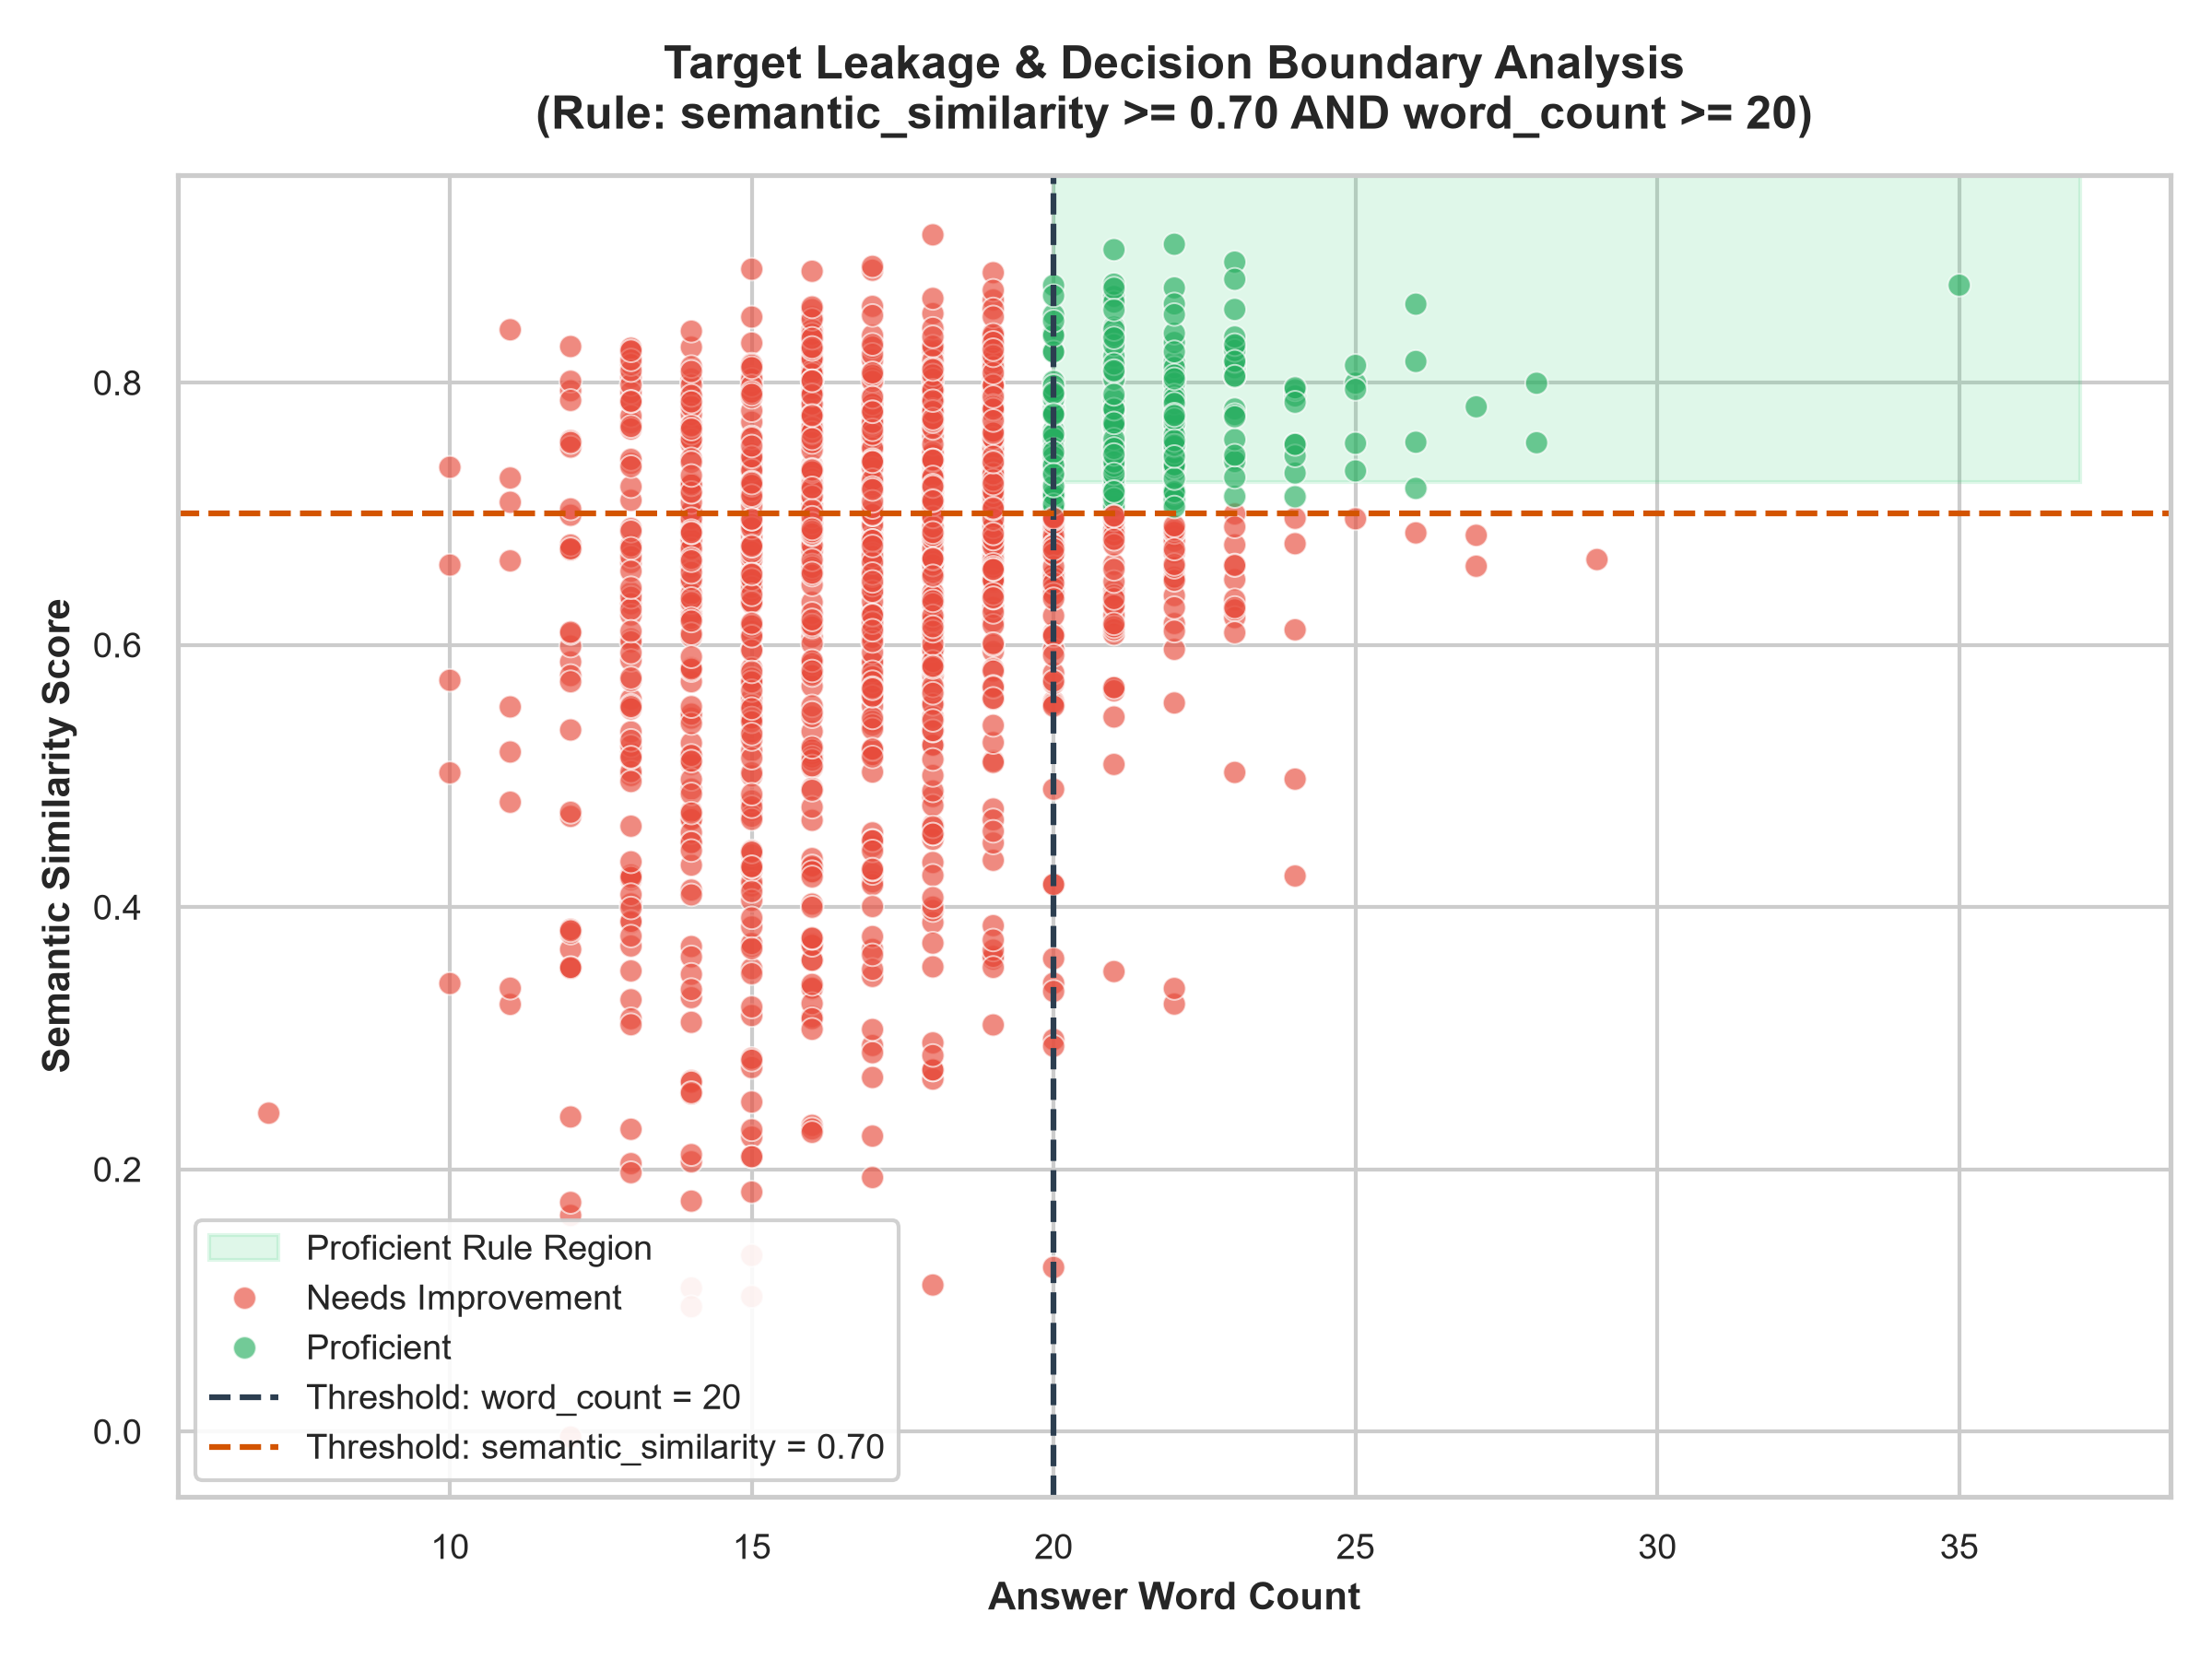 Target Leakage & Decision Boundary Analysis
(Rule: semantic_similarity >= 0.70 AND word_count >= 20)
Semantic Similarity Score
0.8
0.6
0.4
0.2
0.0
Proficient Rule Region
Needs Improvement
Proficient
Threshold: word_count = 20
Threshold: semantic_similarity = 0.70
10 15 20 25 30 35
Answer Word Count